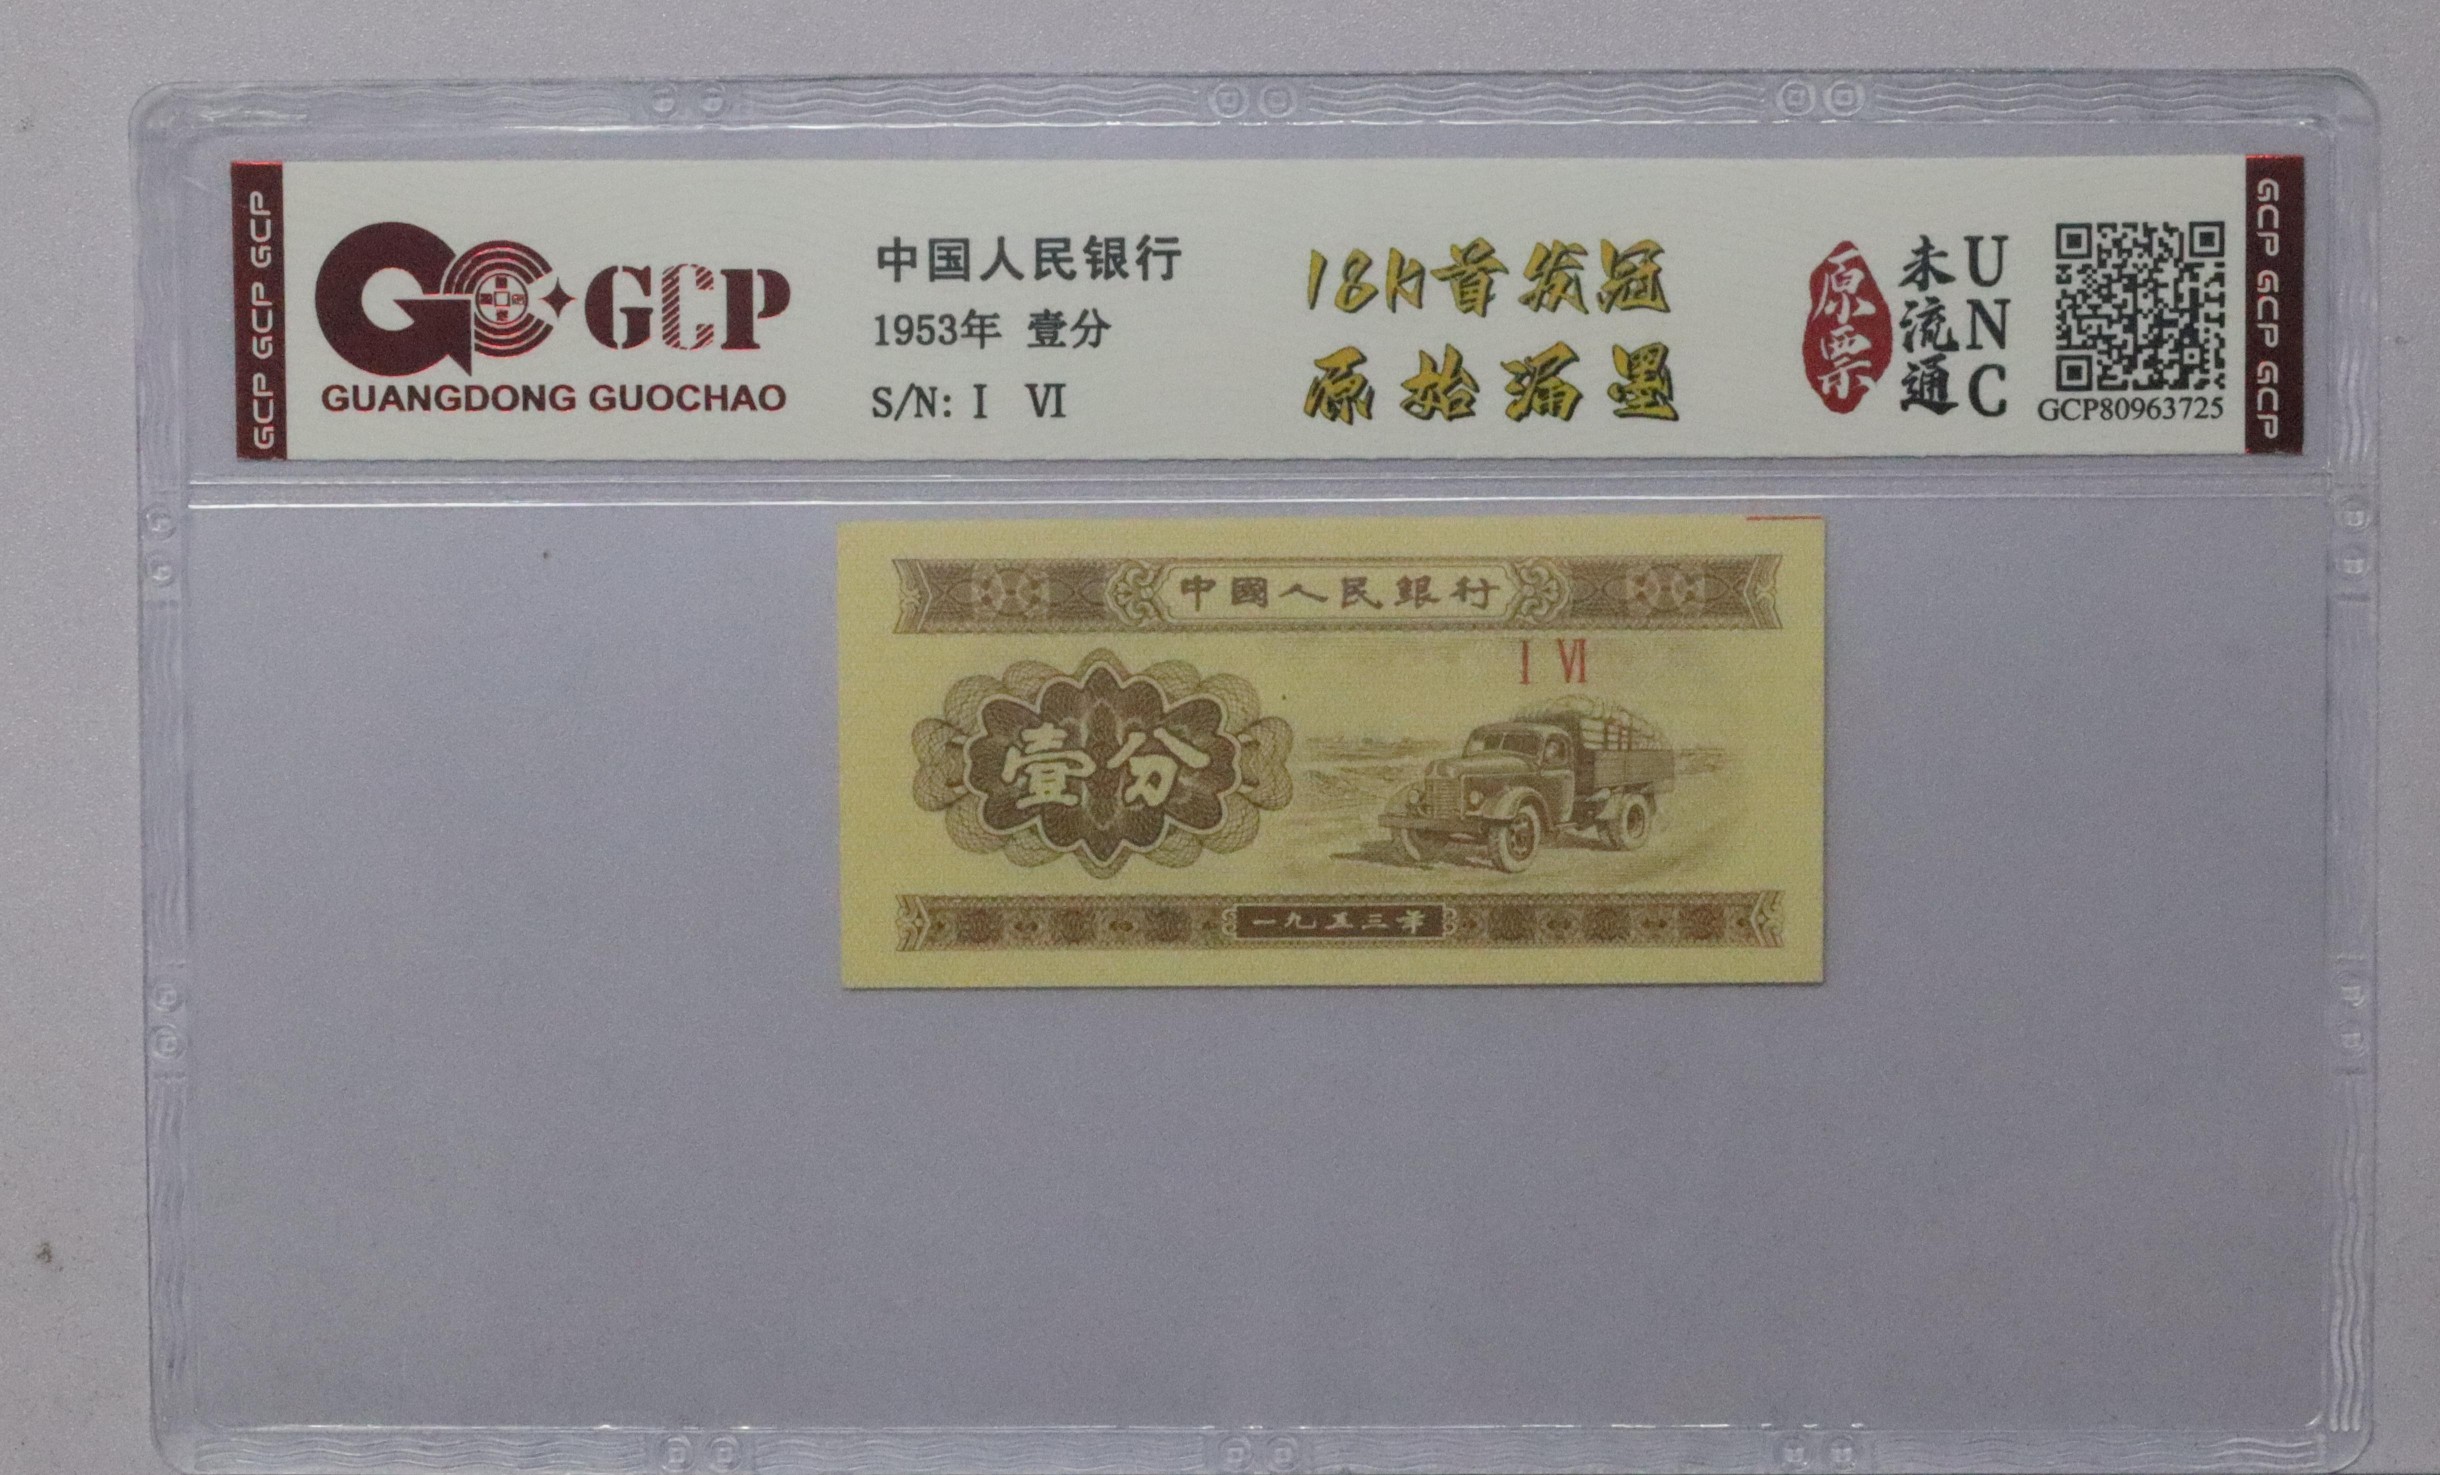 GCP GCP GCP
GCP
GUANGDONG GUOCHAO
中国人民银行
1953年 壹分
S/N: I VI
18h首发冠
原始漏墨
原票
未流通
UNC
GCP80963725
GCP GCP GCP
中國人民銀行
I VI
壹分
一九五三年